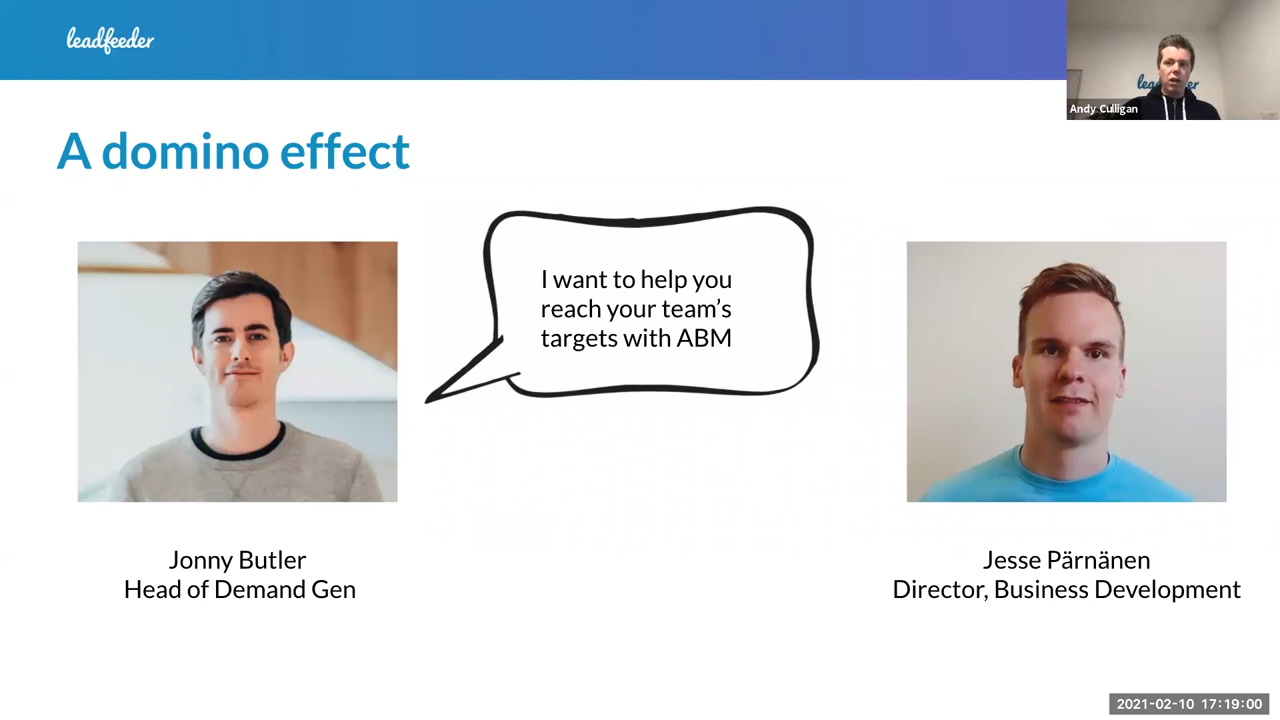 leadfeeder
Andy Culligan
A domino effect
I want to help you
reach your team's
targets with ABM
Jonny Butler
Head of Demand Gen
Jesse Pärnänen
Director, Business Development
2021-02-10 17:19:00